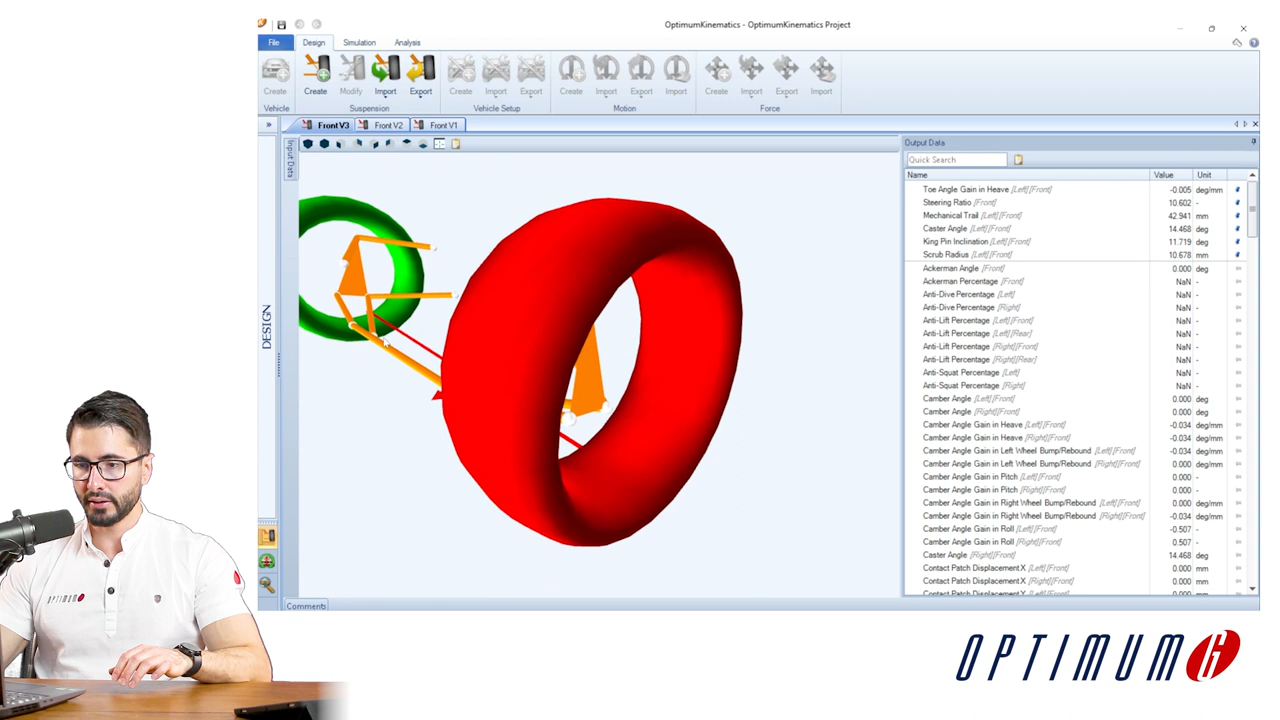 OptimumKinematics - OptimumKinematics Project
File Design Simulation Analysis
Create Create Modify Import Export Create Import Export Create Import Export Import Create Import Export Import
Vehicle Suspension Vehicle Setup Motion Force
Front V3 Front V2 Front V1
Input Data
DESIGN
Comments
Output Data
Quick Search
Name Value Unit
Toe Angle Gain in Heave [Left][Front] -0.005 deg/mm
Steering Ratio [Front] 10.602 -
Mechanical Trail [Left][Front] 42.941 mm
Caster Angle [Left][Front] 14.468 deg
King Pin Inclination [Left][Front] 11.719 deg
Scrub Radius [Left][Front] 10.678 mm
Ackerman Angle [Front] 0.000 deg
Ackerman Percentage [Front] NaN -
Anti-Dive Percentage [Left] NaN -
Anti-Dive Percentage [Right] NaN -
Anti-Lift Percentage [Left][Front] NaN -
Anti-Lift Percentage [Left][Rear] NaN -
Anti-Lift Percentage [Right][Front] NaN -
Anti-Lift Percentage [Right][Rear] NaN -
Anti-Squat Percentage [Left] NaN -
Anti-Squat Percentage [Right] NaN -
Camber Angle [Left][Front] 0.000 deg
Camber Angle [Right][Front] 0.000 deg
Camber Angle Gain in Heave [Left][Front] -0.034 deg/mm
Camber Angle Gain in Heave [Right][Front] -0.034 deg/mm
Camber Angle Gain in Left Wheel Bump/Rebound [Left][Front] -0.034 deg/mm
Camber Angle Gain in Left Wheel Bump/Rebound [Right][Front] 0.000 deg/mm
Camber Angle Gain in Pitch [Left][Front] 0.000 -
Camber Angle Gain in Pitch [Right][Front] 0.000 -
Camber Angle Gain in Right Wheel Bump/Rebound [Left][Front] 0.000 deg/mm
Camber Angle Gain in Right Wheel Bump/Rebound [Right][Front] -0.034 deg/mm
Camber Angle Gain in Roll [Left][Front] -0.507 -
Camber Angle Gain in Roll [Right][Front] 0.507 -
Caster Angle [Right][Front] 14.468 deg
Contact Patch Displacement X [Left][Front] 0.000 mm
Contact Patch Displacement X [Right][Front] 0.000 mm
Contact Patch Displacement Y [Left][Front] 0.000 mm
OPTIMUM G
OPTIMUM